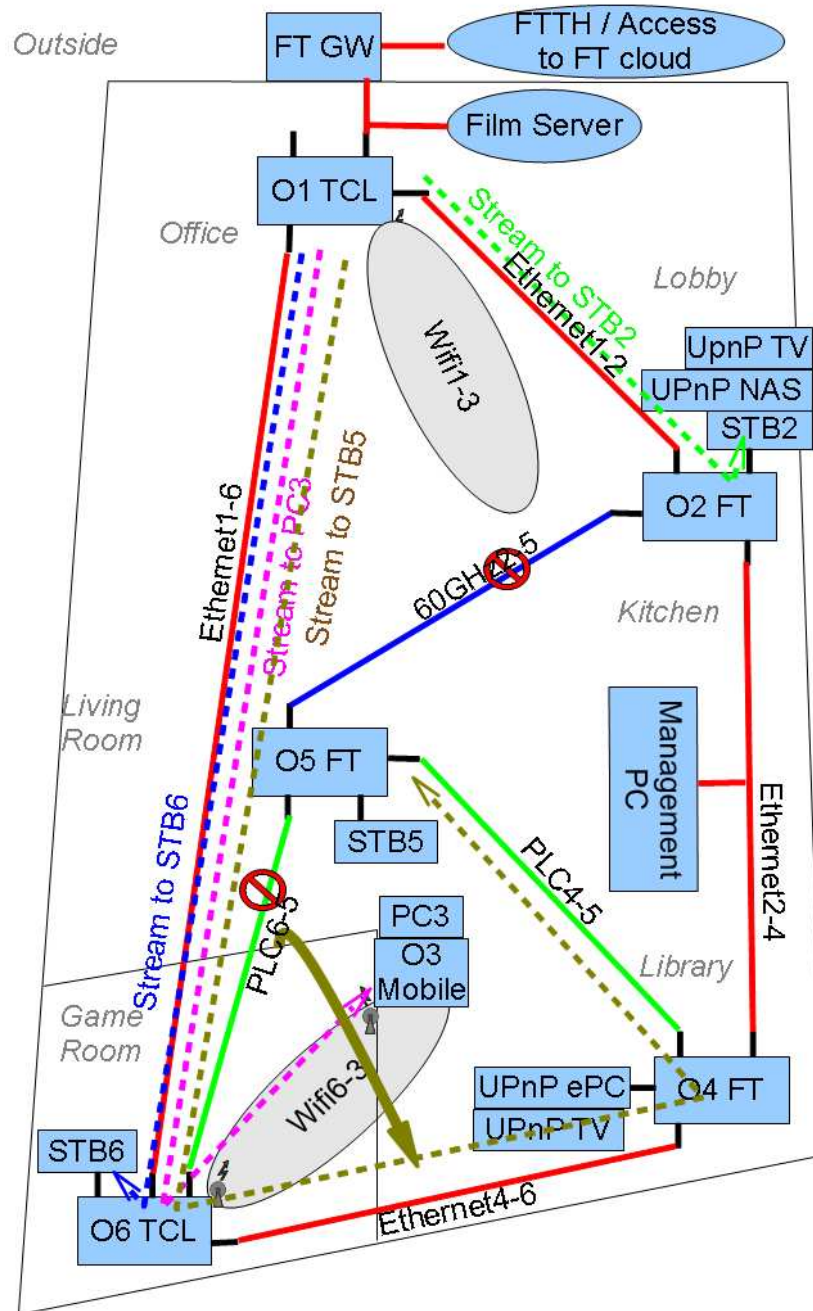 Outside
FT GW
FTTH / Access
to FT cloud
Film Server
O1 TCL
Office
Stream to STB2
Ethernet1-2
Lobby
Wifi1-3
UpnP TV
UPnP NAS
STB2
O2 FT
Ethernet1-6
Stream to PC3
Stream to STB5
60GHz2-5
Kitchen
Living
Room
O5 FT
STB5
Management
PC
Ethernet2-4
Stream to STB6
PLC6-5
PLC4-5
PC3
O3
Mobile
Library
Game
Room
Wifi6-3
UPnP ePC
UPnP TV
O4 FT
STB6
O6 TCL
Ethernet4-6